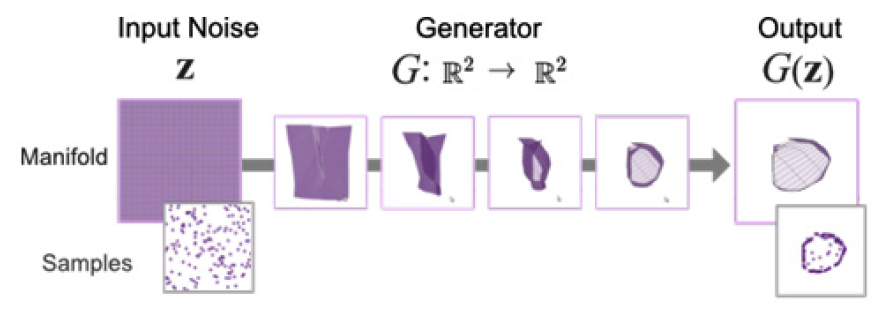 Input Noise
z
Generator
G: ℝ² → ℝ²
Output
G(z)
Manifold
Samples